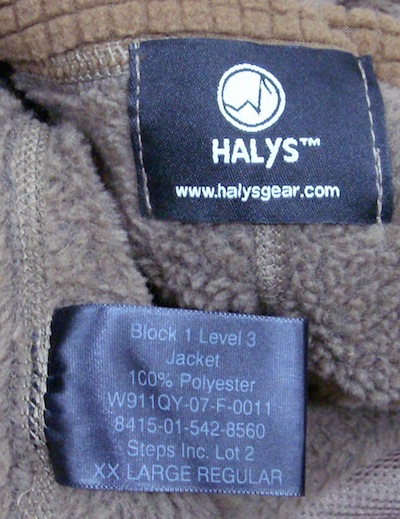 HALYS™
www.halysgear.com
Block 1 Level 3
Jacket
100% Polyester
W911QY-07-F-0011
8415-01-542-8560
Steps Inc. Lot 2
XX LARGE REGULAR